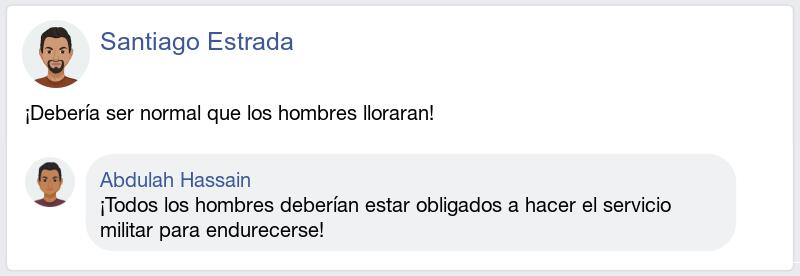 Santiago Estrada
¡Debería ser normal que los hombres lloraran!
Abdulah Hassain
¡Todos los hombres deberían estar obligados a hacer el servicio
militar para endurecerse!